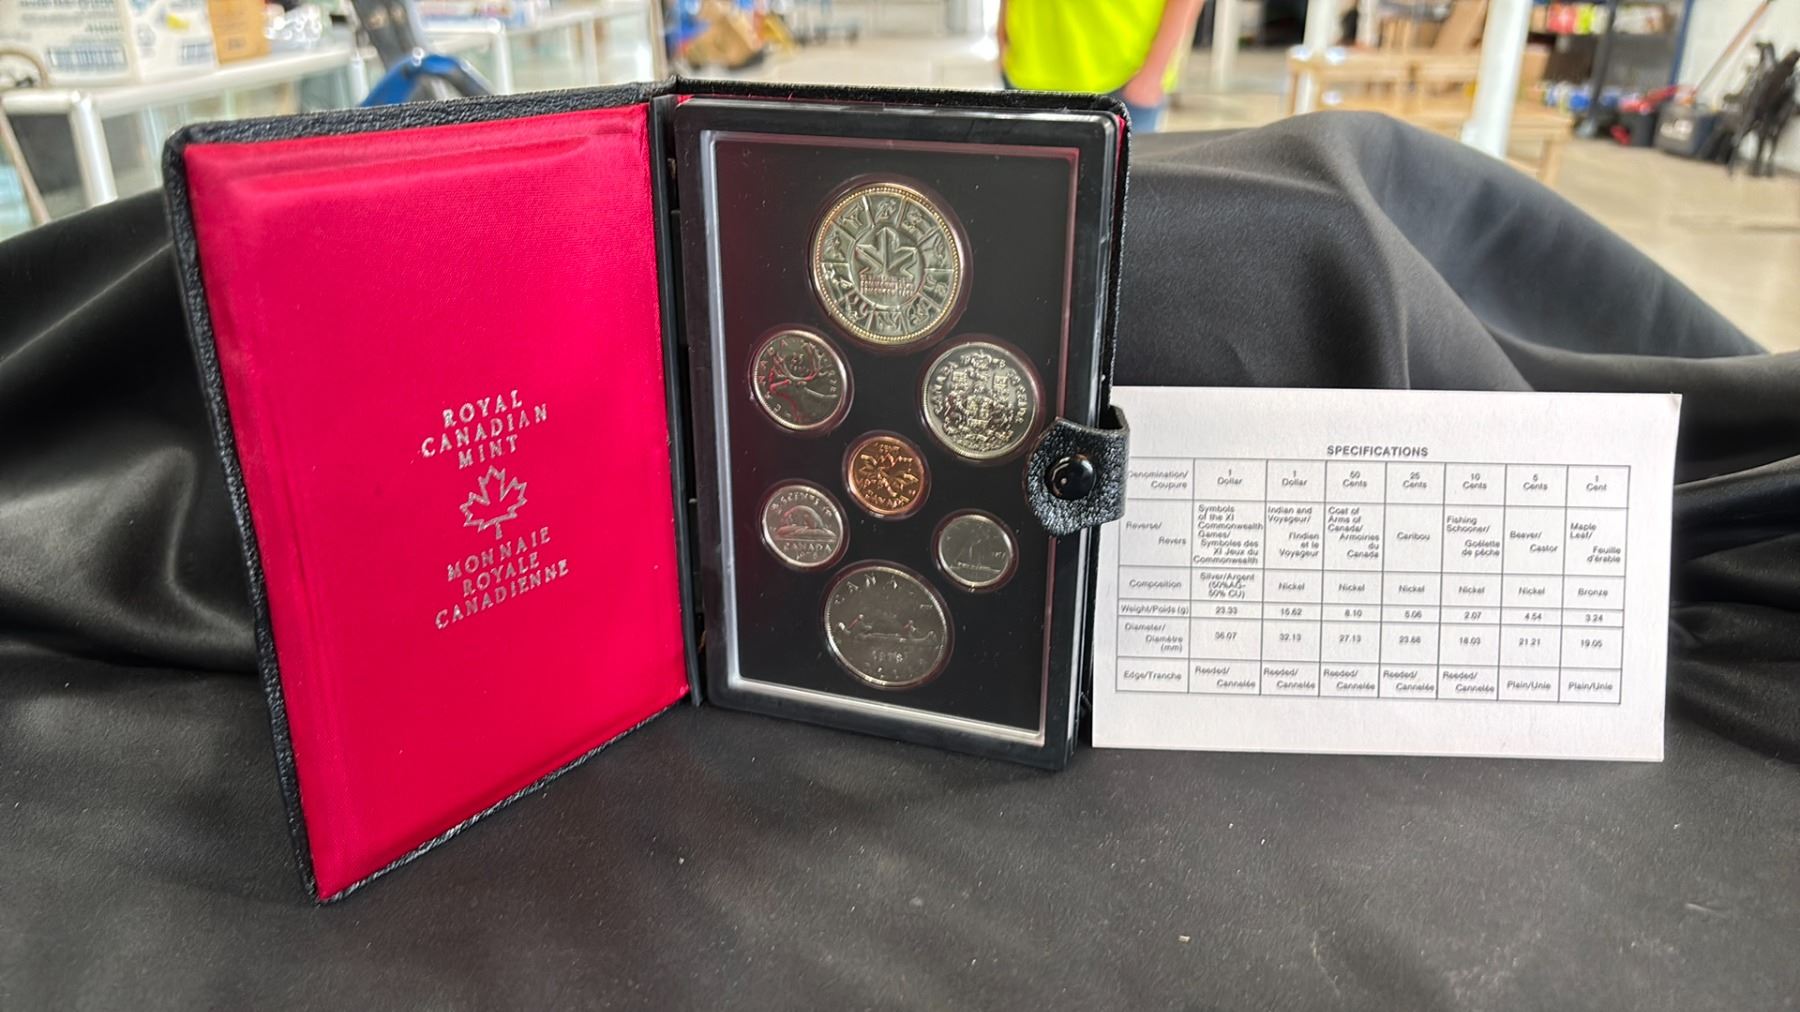 ROYAL
CANADIAN
MINT
MONNAIE
ROYALE
CANADIENNE
CANADA
5 CENTS
CANADA
CANADA
1978
SPECIFICATIONS
Denomination/ Coupure
1 Dollar
1 Dollar
50 Cents
25 Cents
10 Cents
5 Cents
1 Cent
Reverse/ Revers
Symbols of the XI Commonwealth Games/ Symboles des XI Jeux du Commonwealth
Indian and Voyageur/ l'Indien et le Voyageur
Coat of Arms of Canada/ Armoiries du Canada
Caribou
Fishing Schooner/ Goélette de pêche
Beaver/ Castor
Maple Leaf/ Feuille d'érable
Composition
Silver/Argent (50%AG- 50% CU)
Nickel
Nickel
Nickel
Nickel
Nickel
Bronze
Weight/Poids (g)
23.33
15.62
8.10
5.06
2.07
4.54
3.24
Diameter/ Diamètre (mm)
36.07
32.13
27.13
23.88
18.03
21.21
19.05
Edge/Tranche
Reeded/ Cannelée
Reeded/ Cannelée
Reeded/ Cannelée
Reeded/ Cannelée
Reeded/ Cannelée
Plain/Unie
Plain/Unie